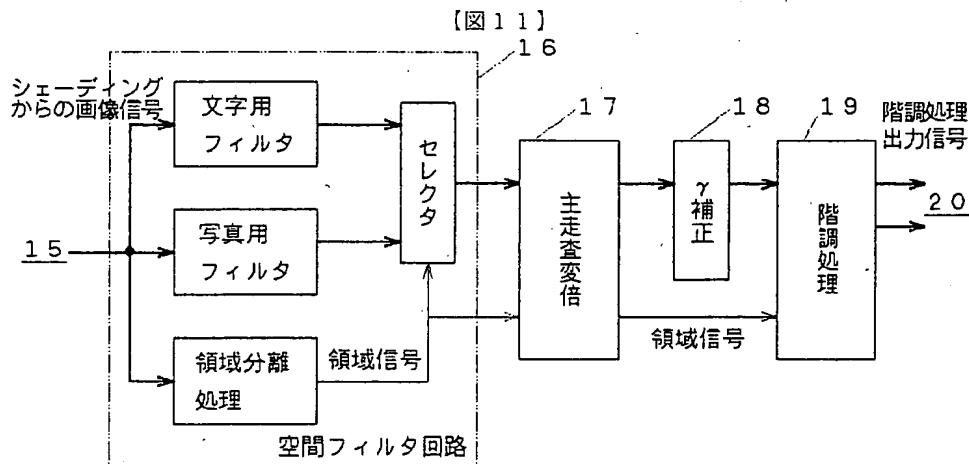 【図11】
16
シェーディング
からの画像信号
文字用
フィルタ
セレクタ
写真用
フィルタ
15
領域分離
処理
領域信号
空間フィルタ回路
17
主走査変倍
18
γ補正
領域信号
19
階調処理
階調処理
出力信号
20